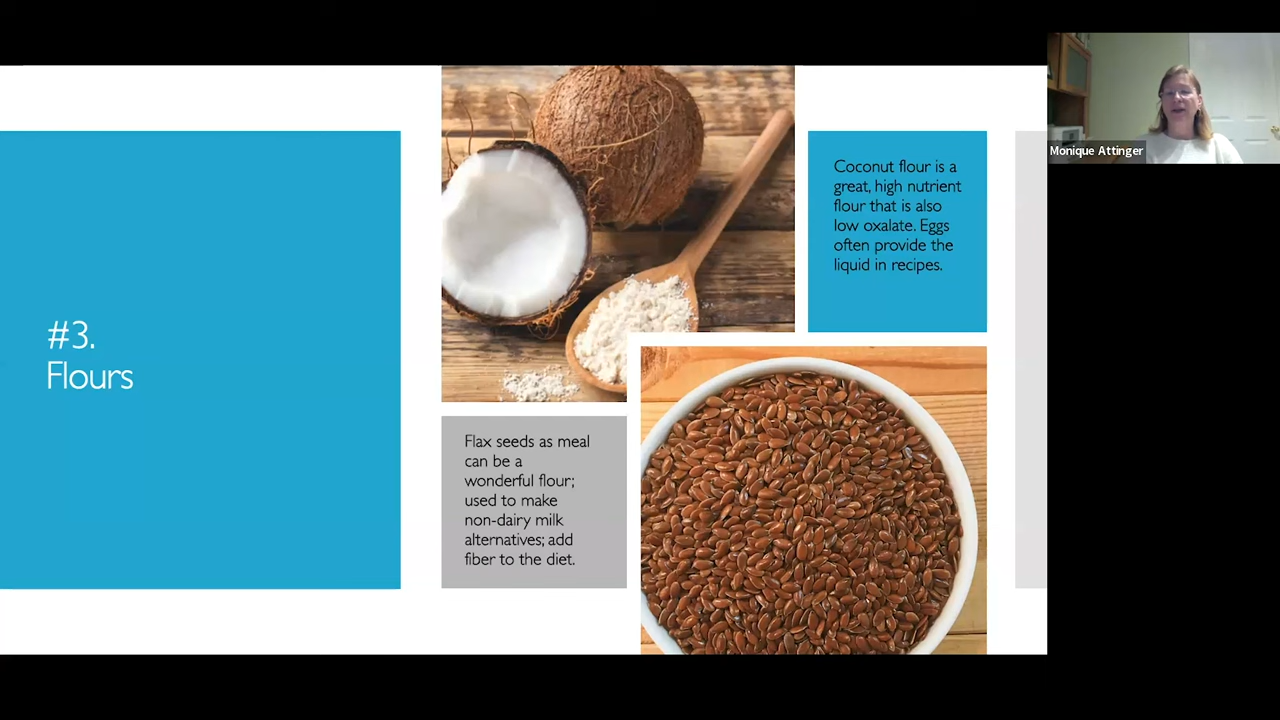 #3.
Flours
Coconut flour is a
great, high nutrient
flour that is also
low oxalate. Eggs
often provide the
liquid in recipes.
Flax seeds as meal
can be a
wonderful flour;
used to make
non-dairy milk
alternatives; add
fiber to the diet.
Monique Attinger